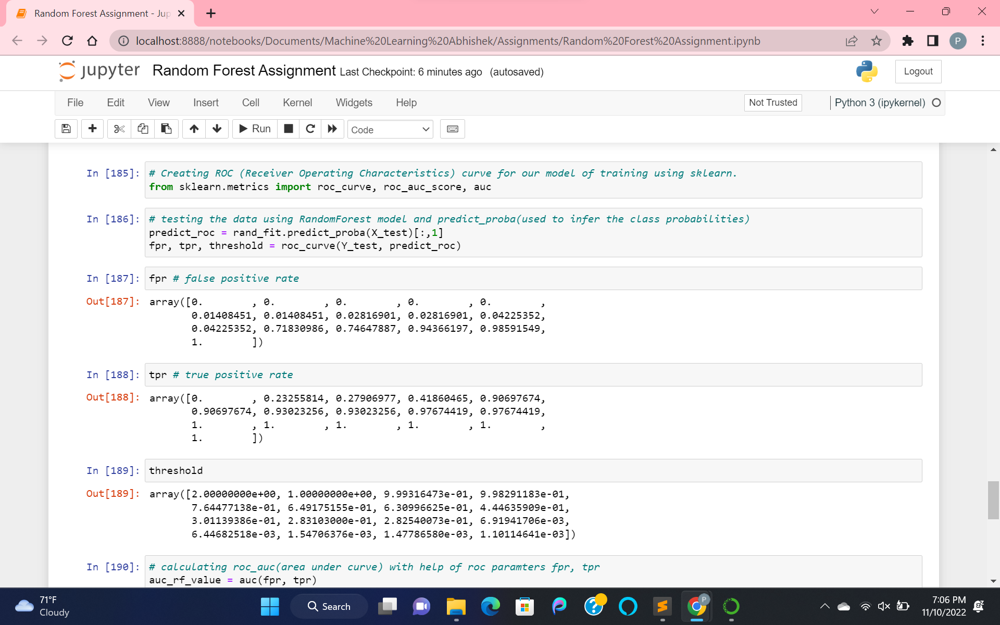 Random Forest Assignment - Jup
localhost:8888/notebooks/Documents/Machine%20Learning%20Abhishek/Assignments/Random%20Forest%20Assignment.ipynb
P
jupyter Random Forest Assignment Last Checkpoint: 6 minutes ago (autosaved)
Logout
File Edit View Insert Cell Kernel Widgets Help
Not Trusted
Python 3 (ipykernel)
Run
Code
In [185]: # Creating ROC (Receiver Operating Characteristics) curve for our model of training using sklearn.
from sklearn.metrics import roc_curve, roc_auc_score, auc
In [186]: # testing the data using RandomForest model and predict_proba(used to infer the class probabilities)
predict_roc = rand_fit.predict_proba(X_test)[:,1]
fpr, tpr, threshold = roc_curve(Y_test, predict_roc)
In [187]: fpr # false positive rate
Out[187]: array([0.        , 0.        , 0.        , 0.        , 0.        ,
0.01408451, 0.01408451, 0.02816901, 0.02816901, 0.04225352,
0.04225352, 0.71830986, 0.74647887, 0.94366197, 0.98591549,
1.        ])
In [188]: tpr # true positive rate
Out[188]: array([0.        , 0.23255814, 0.27906977, 0.41860465, 0.90697674,
0.90697674, 0.93023256, 0.93023256, 0.97674419, 0.97674419,
1.        , 1.        , 1.        , 1.        , 1.        ,
1.        ])
In [189]: threshold
Out[189]: array([2.00000000e+00, 1.00000000e+00, 9.99316473e-01, 9.98291183e-01,
7.64477138e-01, 6.49175155e-01, 6.30996625e-01, 4.44635909e-01,
3.01139386e-01, 2.83103000e-01, 2.82540073e-01, 6.91941706e-03,
6.44682518e-03, 1.54706376e-03, 1.47786580e-03, 1.10114641e-03])
In [190]: # calculating roc_auc(area under curve) with help of roc paramters fpr, tpr
auc_rf_value = auc(fpr, tpr)
71°F
Cloudy
Search
P
7:06 PM
11/10/2022